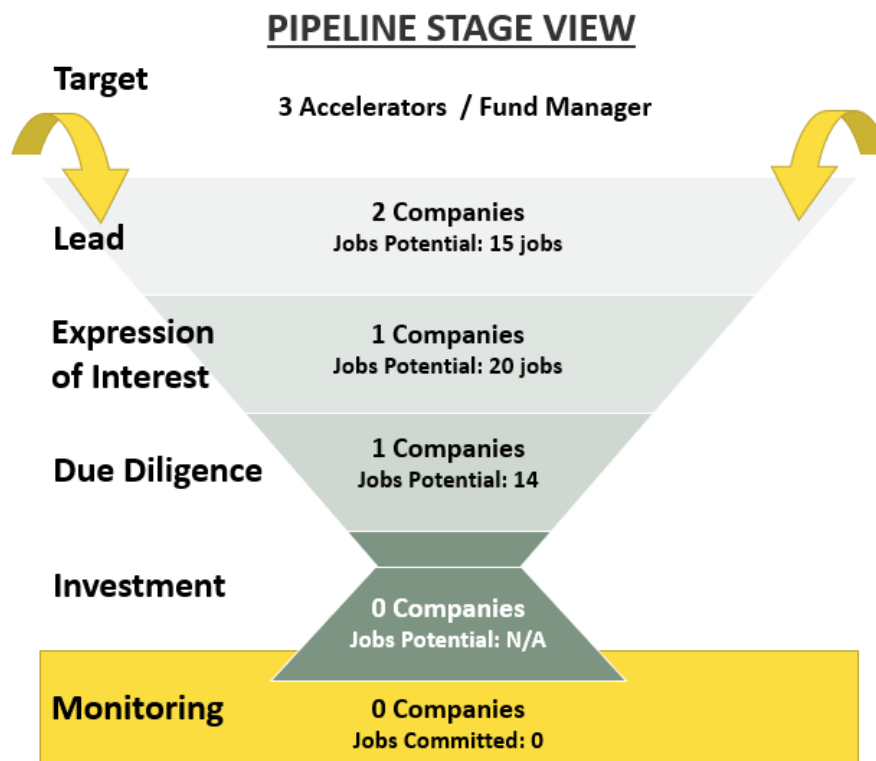 PIPELINE STAGE VIEW
Target
3 Accelerators / Fund Manager
Lead
2 Companies
Jobs Potential: 15 jobs
Expression
of Interest
1 Companies
Jobs Potential: 20 jobs
Due Diligence
1 Companies
Jobs Potential: 14
Investment
0 Companies
Jobs Potential: N/A
Monitoring
0 Companies
Jobs Committed: 0